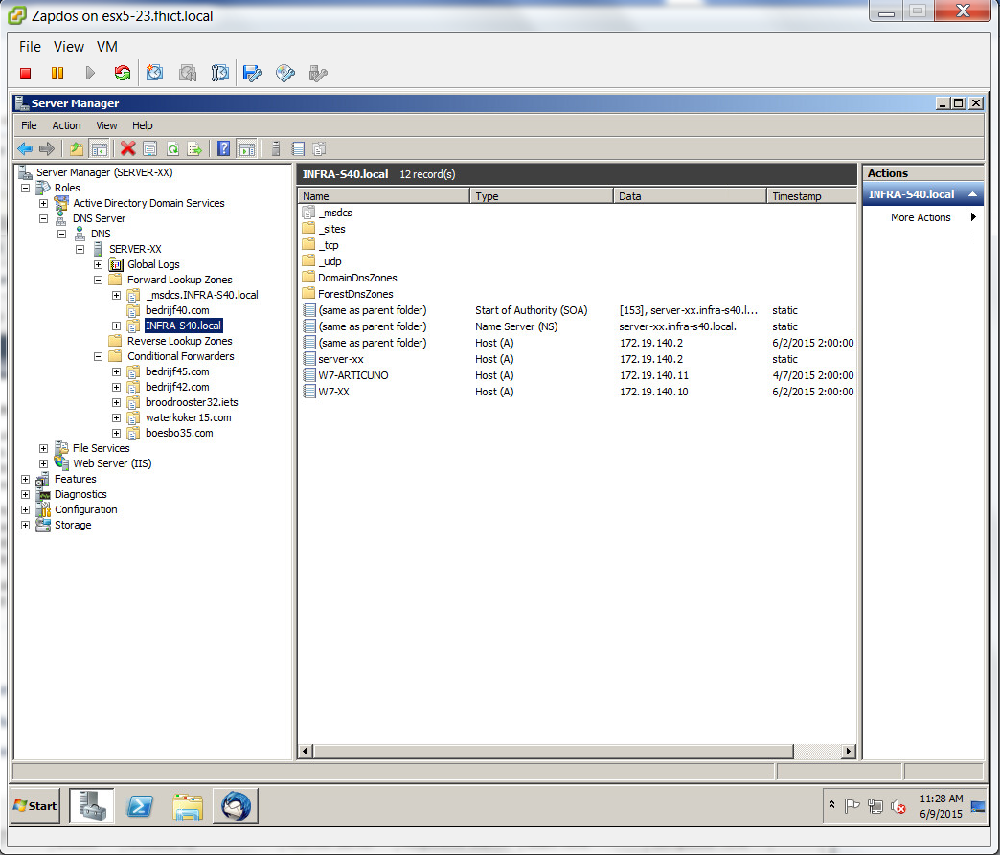 Zapdos on esx5-23.fhict.local
File View VM
Server Manager
File Action View Help
Server Manager (SERVER-XX)
Roles
Active Directory Domain Services
DNS Server
DNS
SERVER-XX
Global Logs
Forward Lookup Zones
_msdcs.INFRA-S40.local
bedrijf40.com
INFRA-S40.local
Reverse Lookup Zones
Conditional Forwarders
bedrijf45.com
bedrijf42.com
broodrooster32.iets
waterkoker15.com
boesbo35.com
File Services
Web Server (IIS)
Features
Diagnostics
Configuration
Storage
INFRA-S40.local 12 record(s)
Name Type Data Timestamp
_msdcs
_sites
_tcp
_udp
DomainDnsZones
ForestDnsZones
(same as parent folder) Start of Authority (SOA) [153], server-xx.infra-s40.l... static
(same as parent folder) Name Server (NS) server-xx.infra-s40.local. static
(same as parent folder) Host (A) 172.19.140.2 6/2/2015 2:00:00
server-xx Host (A) 172.19.140.2 static
W7-ARTICUNO Host (A) 172.19.140.11 4/7/2015 2:00:00
W7-XX Host (A) 172.19.140.10 6/2/2015 2:00:00
Actions
INFRA-S40.local
More Actions
Start
11:28 AM
6/9/2015